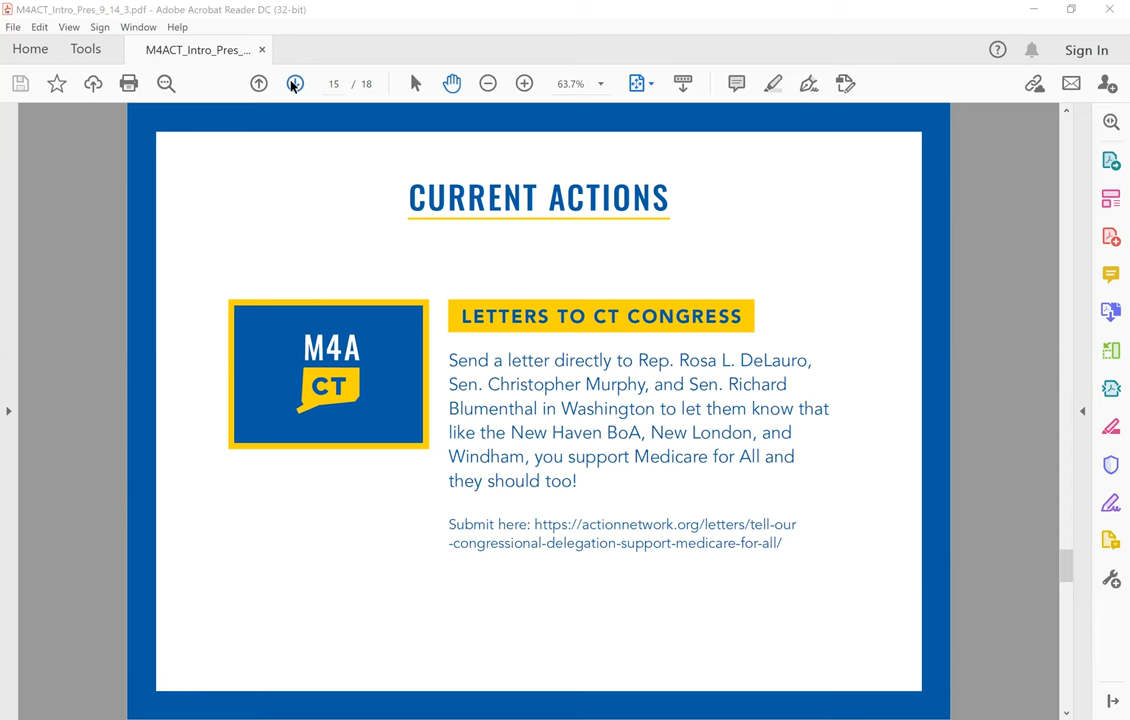 M4ACT_Intro_Pres_9_14_3.pdf - Adobe Acrobat Reader DC (32-bit)
File Edit View Sign Window Help
Home Tools M4ACT_Intro_Pres_... × Sign In
15 / 18 63.7%
CURRENT ACTIONS
M4A
CT
LETTERS TO CT CONGRESS
Send a letter directly to Rep. Rosa L. DeLauro,
Sen. Christopher Murphy, and Sen. Richard
Blumenthal in Washington to let them know that
like the New Haven BoA, New London, and
Windham, you support Medicare for All and
they should too!
Submit here: https://actionnetwork.org/letters/tell-our
-congressional-delegation-support-medicare-for-all/